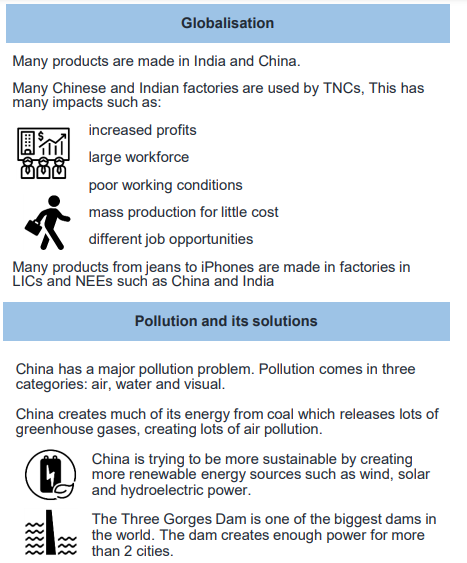 Globalisation
Many products are made in India and China.
Many Chinese and Indian factories are used by TNCs, This has
many impacts such as:
increased profits
large workforce
poor working conditions
mass production for little cost
different job opportunities
Many products from jeans to iPhones are made in factories in
LICs and NEEs such as China and India
Pollution and its solutions
China has a major pollution problem. Pollution comes in three
categories: air, water and visual.
China creates much of its energy from coal which releases lots of
greenhouse gases, creating lots of air pollution.
China is trying to be more sustainable by creating
more renewable energy sources such as wind, solar
and hydroelectric power.
The Three Gorges Dam is one of the biggest dams in
the world. The dam creates enough power for more
than 2 cities.